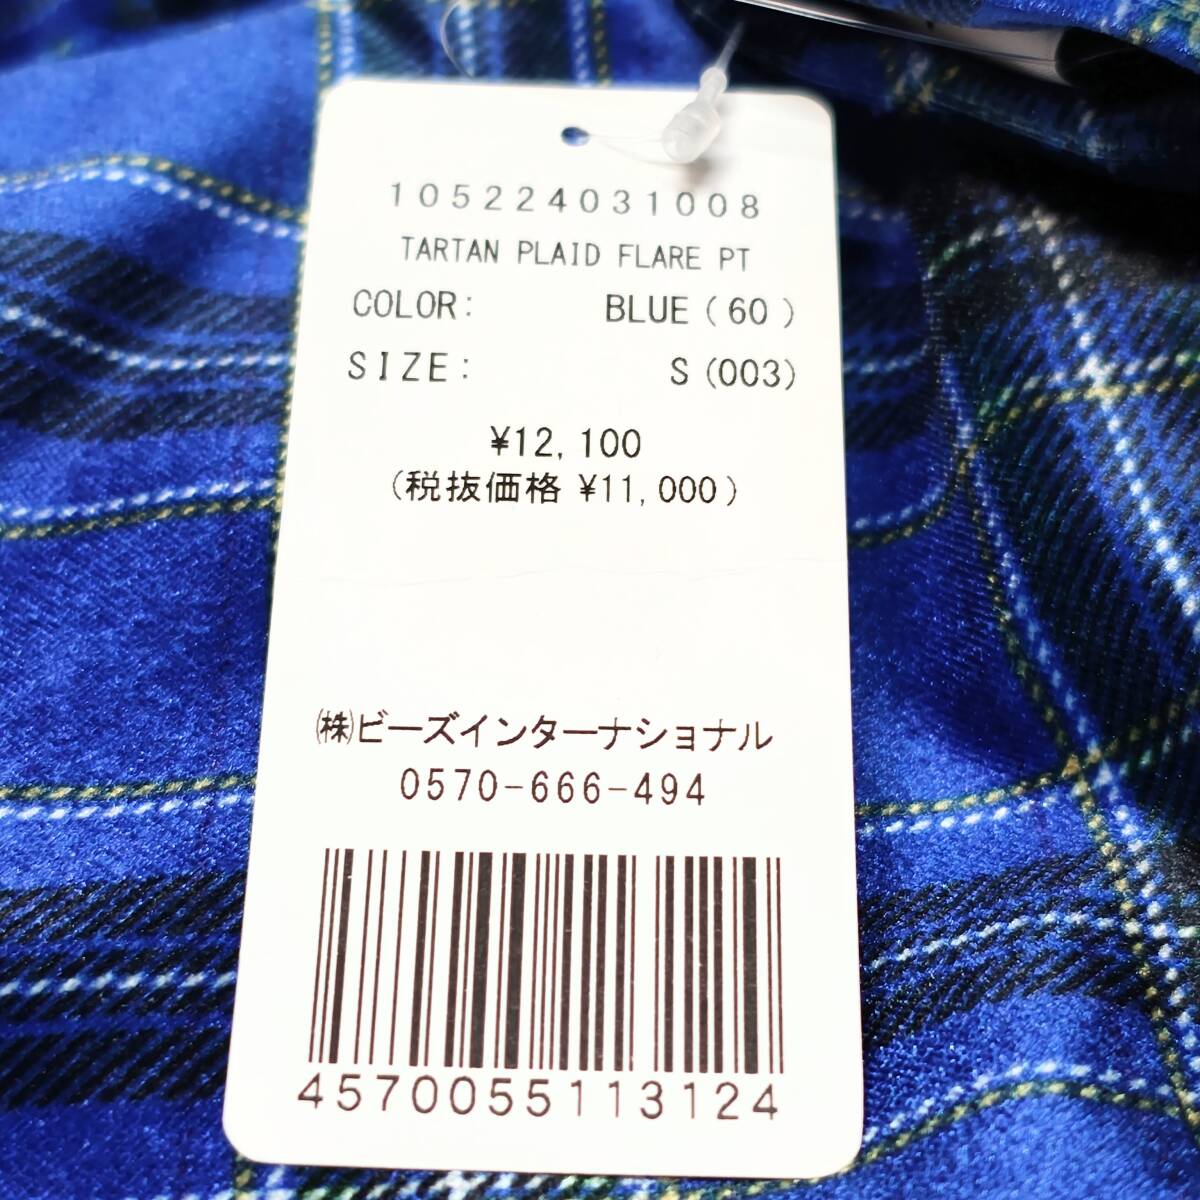 105224031008
TARTAN PLAID FLARE PT
COLOR: BLUE (60)
SIZE: S (003)
¥12,100
(税抜価格 ¥11,000)
㈱ビーズインターナショナル
0570-666-494
4570055113124